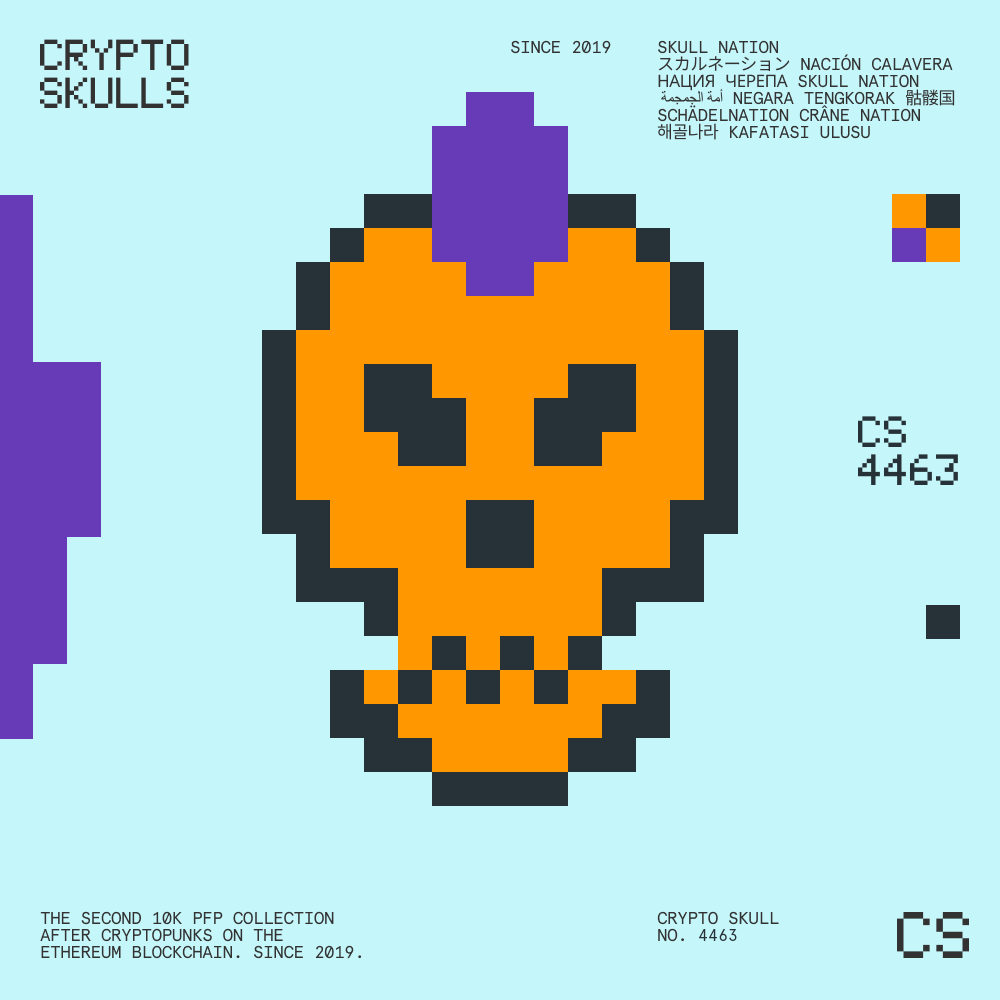 CRYPTO
SKULLS
SINCE 2019
SKULL NATION
スカルネーション NACIÓN CALAVERA
НАЦИЯ ЧЕРЕПА SKULL NATION
أمة الجمجمة NEGARA TENGKORAK 骷髅国
SCHÄDELNATION CRÂNE NATION
해골나라 KAFATASI ULUSU
CS
4463
THE SECOND 10K PFP COLLECTION
AFTER CRYPTOPUNKS ON THE
ETHEREUM BLOCKCHAIN. SINCE 2019.
CRYPTO SKULL
NO. 4463
CS